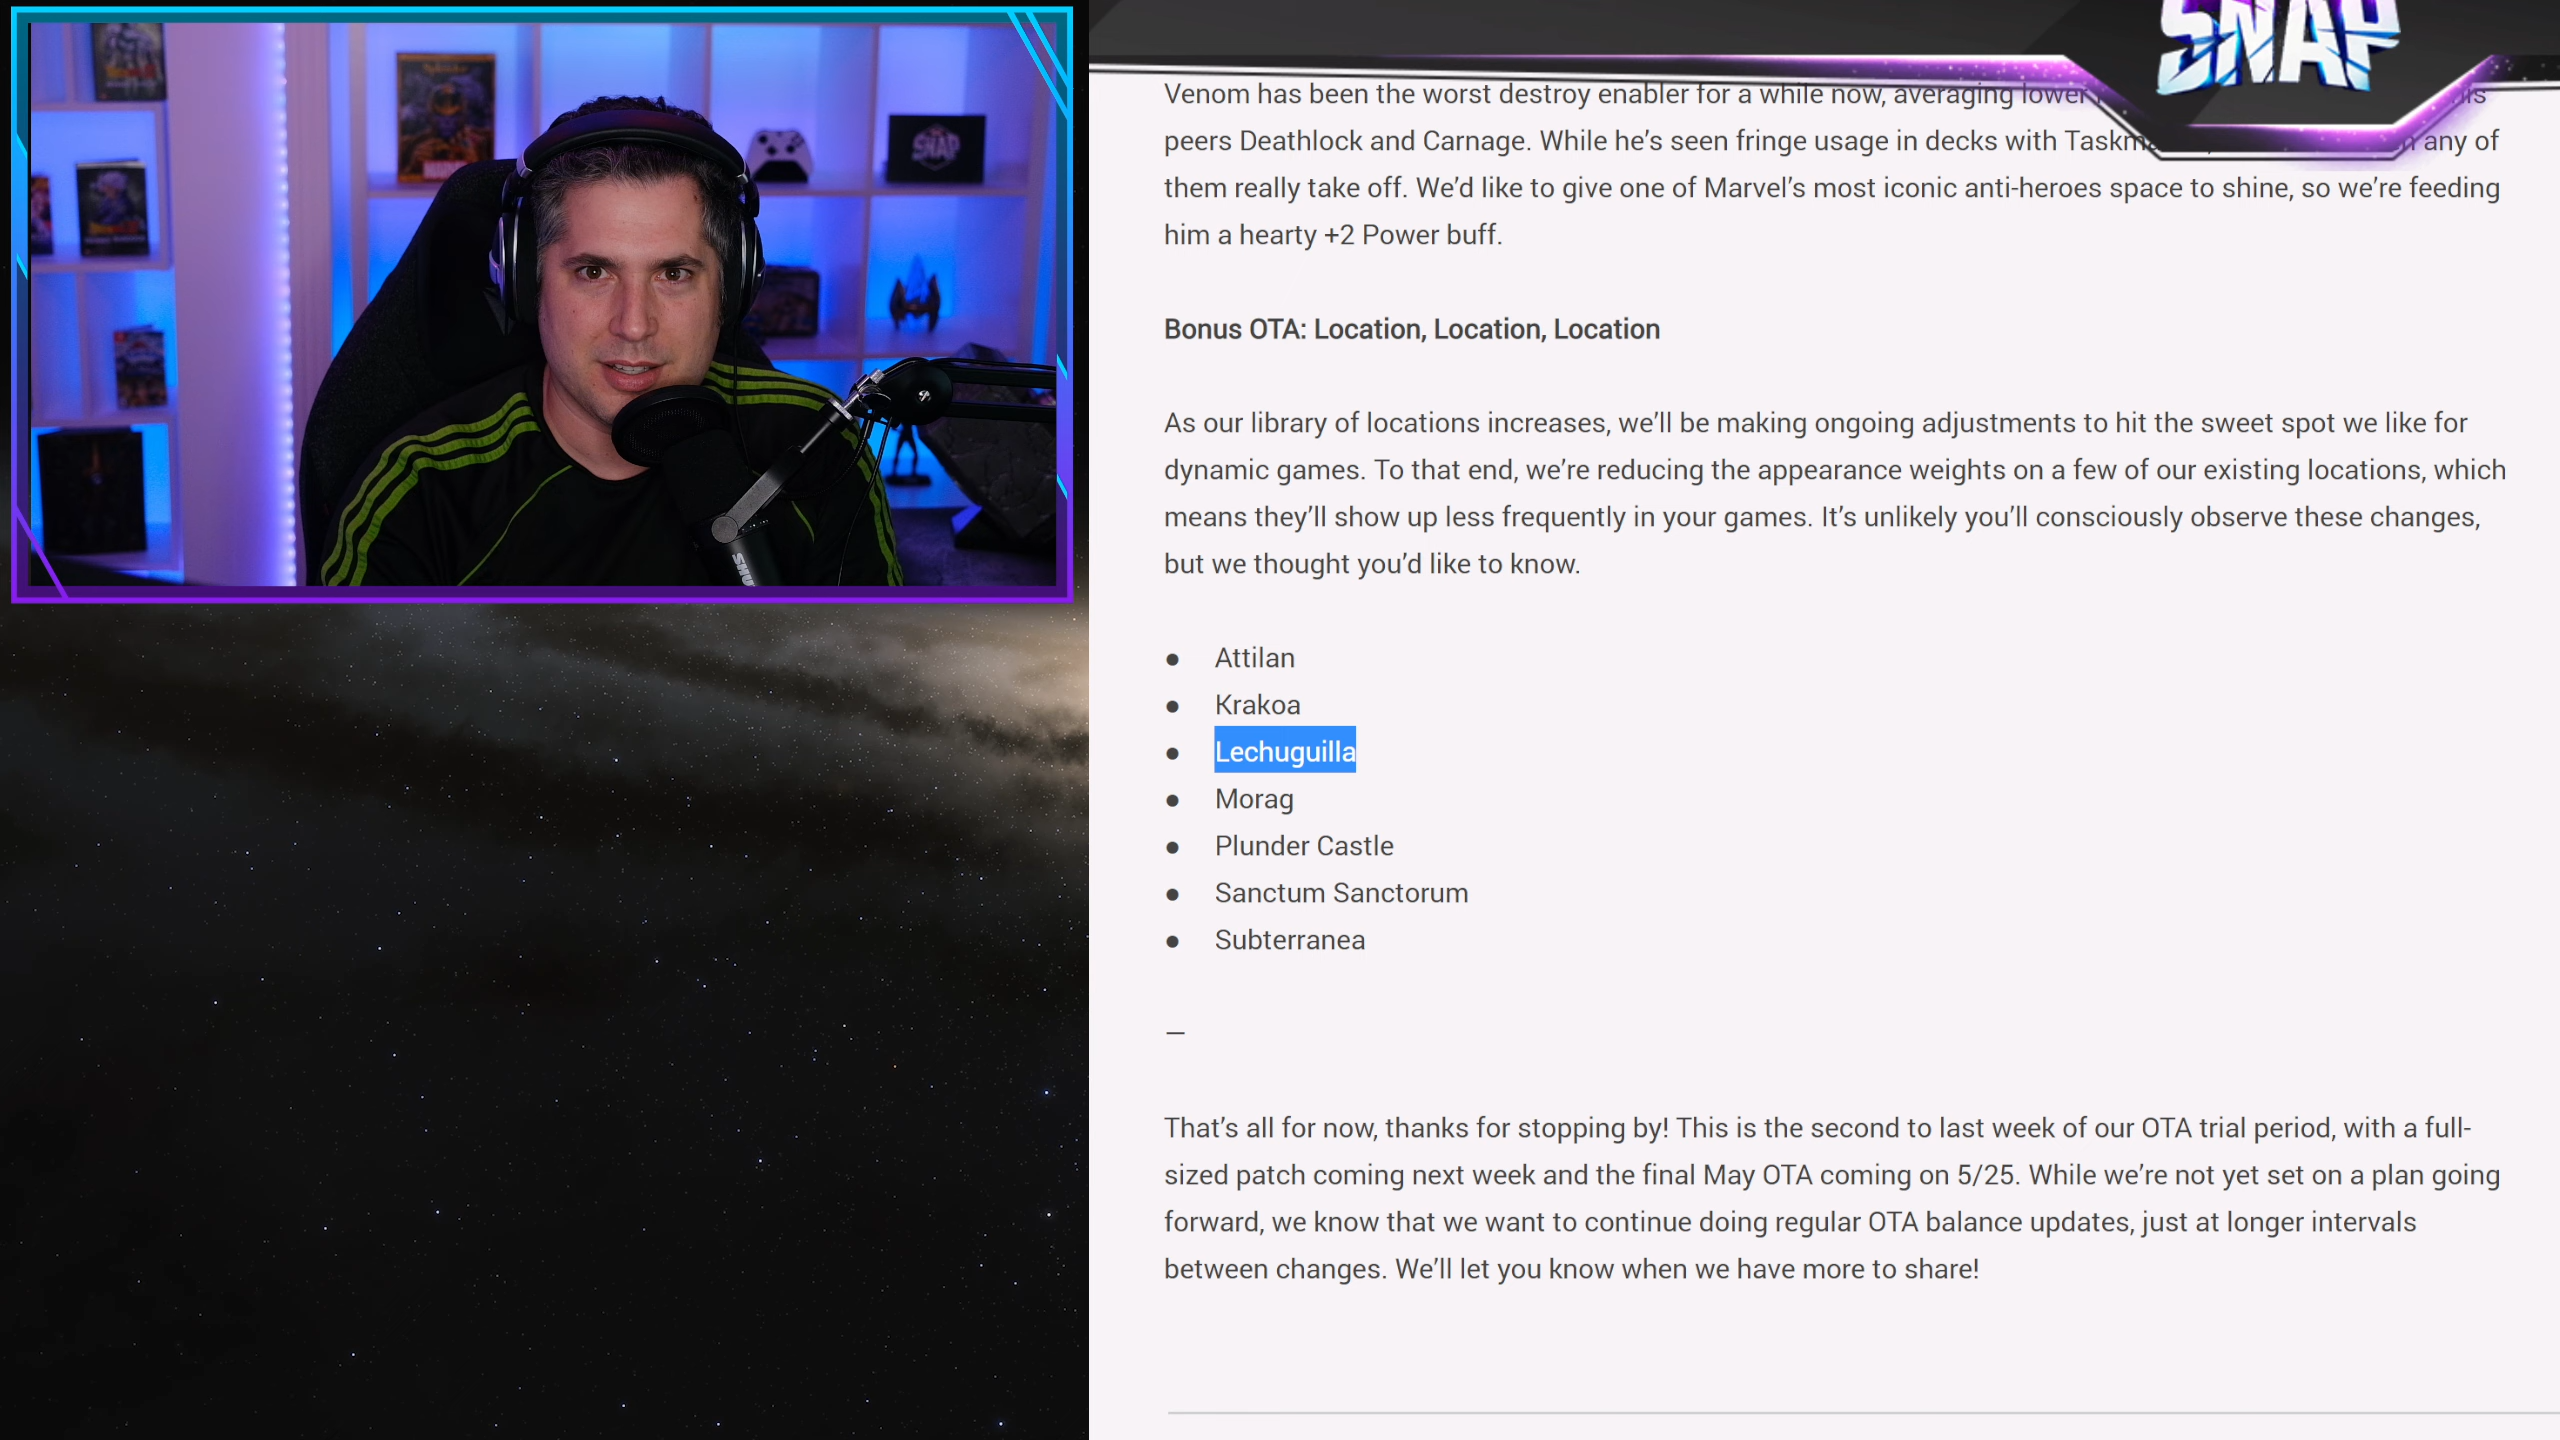 SNAP
Venom has been the worst destroy enabler for a while now, averaging lower
peers Deathlock and Carnage. While he’s seen fringe usage in decks with any of
them really take off. We’d like to give one of Marvel’s most iconic anti-heroes space to shine, so we’re feeding
him a hearty +2 Power buff.
Bonus OTA: Location, Location, Location
As our library of locations increases, we’ll be making ongoing adjustments to hit the sweet spot we like for
dynamic games. To that end, we’re reducing the appearance weights on a few of our existing locations, which
means they’ll show up less frequently in your games. It’s unlikely you’ll consciously observe these changes,
but we thought you’d like to know.
● Attilan
● Krakoa
● Lechuguilla
● Morag
● Plunder Castle
● Sanctum Sanctorum
● Subterranea
—
That’s all for now, thanks for stopping by! This is the second to last week of our OTA trial period, with a full-
sized patch coming next week and the final May OTA coming on 5/25. While we’re not yet set on a plan going
forward, we know that we want to continue doing regular OTA balance updates, just at longer intervals
between changes. We’ll let you know when we have more to share!
SNAP